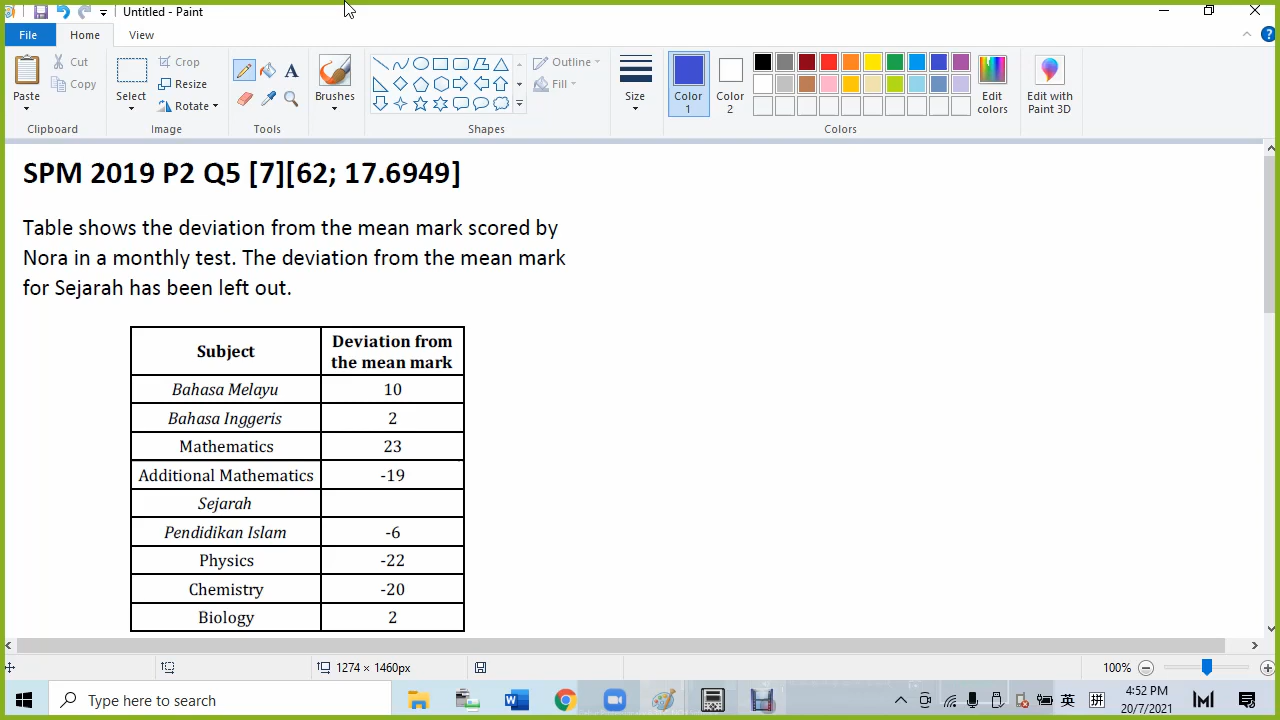 Untitled - Paint
File
Home
View
Paste
Cut
Copy
Clipboard
Select
Crop
Resize
Rotate
Image
A
Tools
Brushes
Outline
Fill
Shapes
Size
Color
1
Color
2
Edit
colors
Colors
Edit with
Paint 3D
SPM 2019 P2 Q5 [7][62; 17.6949]
Table shows the deviation from the mean mark scored by
Nora in a monthly test. The deviation from the mean mark
for Sejarah has been left out.
Subject
Deviation from
the mean mark
Bahasa Melayu 10
Bahasa Inggeris 2
Mathematics 23
Additional Mathematics -19
Sejarah
Pendidikan Islam -6
Physics -22
Chemistry -20
Biology 2
1274 × 1460px
100%
Type here to search
英
拼
4:52 PM
20/7/2021